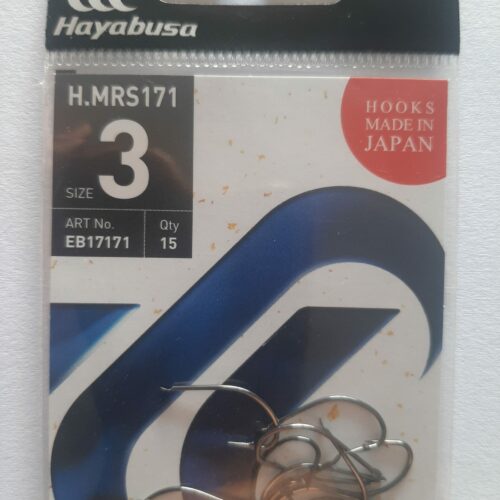 Hayabusa
H.MRS171
SIZE 3
ART No. Qty
EB17171 15
HOOKS
MADE IN
JAPAN